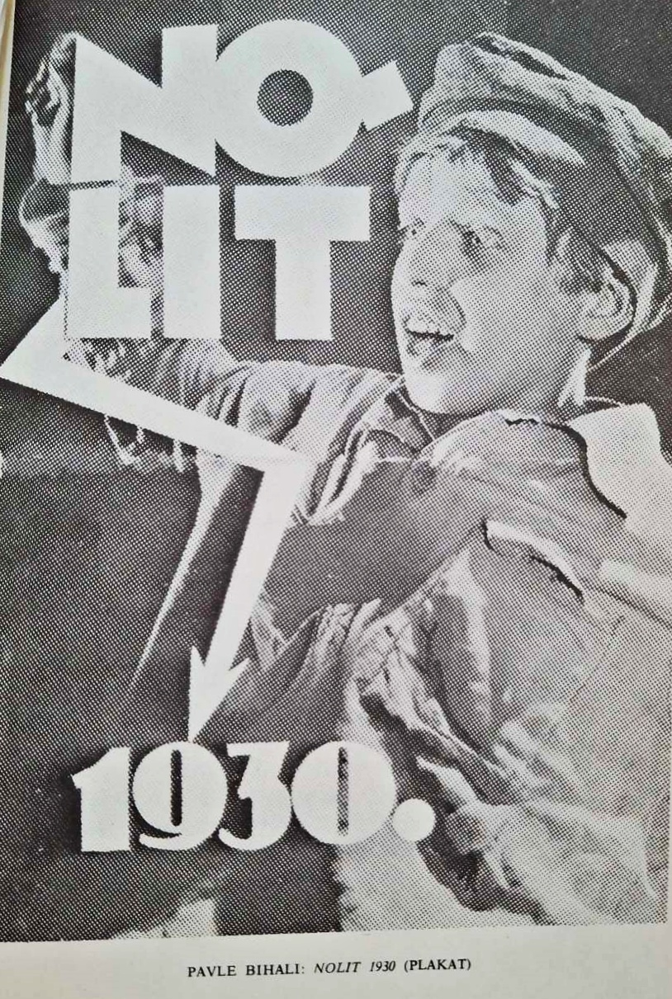 NO-
LIT
1930.
PAVLE BIHALI: NOLIT 1930 (PLAKAT)